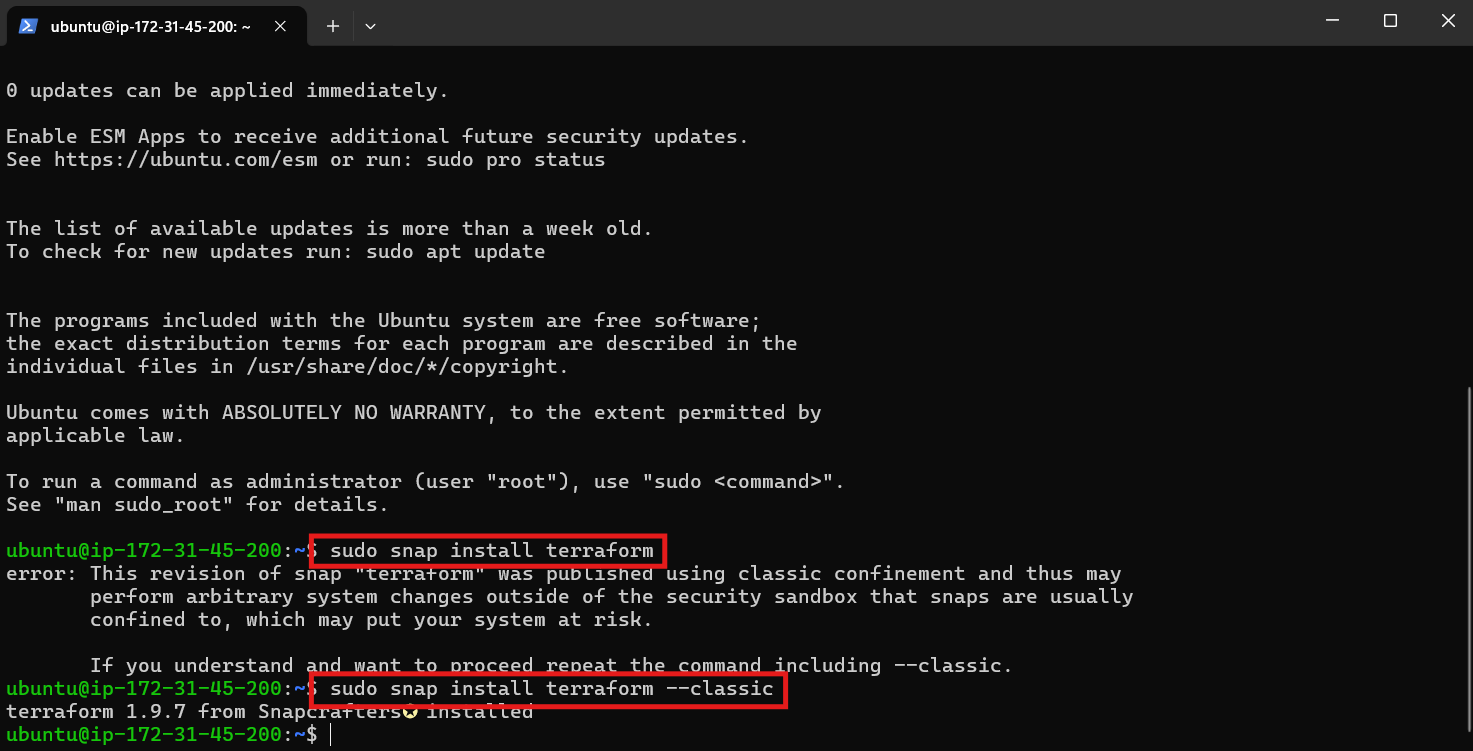 ubuntu@ip-172-31-45-200: ~
0 updates can be applied immediately.
Enable ESM Apps to receive additional future security updates.
See https://ubuntu.com/esm or run: sudo pro status
The list of available updates is more than a week old.
To check for new updates run: sudo apt update
The programs included with the Ubuntu system are free software;
the exact distribution terms for each program are described in the
individual files in /usr/share/doc/*/copyright.
Ubuntu comes with ABSOLUTELY NO WARRANTY, to the extent permitted by
applicable law.
To run a command as administrator (user "root"), use "sudo <command>".
See "man sudo_root" for details.
ubuntu@ip-172-31-45-200:~$ sudo snap install terraform
error: This revision of snap "terraform" was published using classic confinement and thus may
perform arbitrary system changes outside of the security sandbox that snaps are usually
confined to, which may put your system at risk.
If you understand and want to proceed repeat the command including --classic.
ubuntu@ip-172-31-45-200:~$ sudo snap install terraform --classic
terraform 1.9.7 from Snapcrafters✪ installed
ubuntu@ip-172-31-45-200:~$